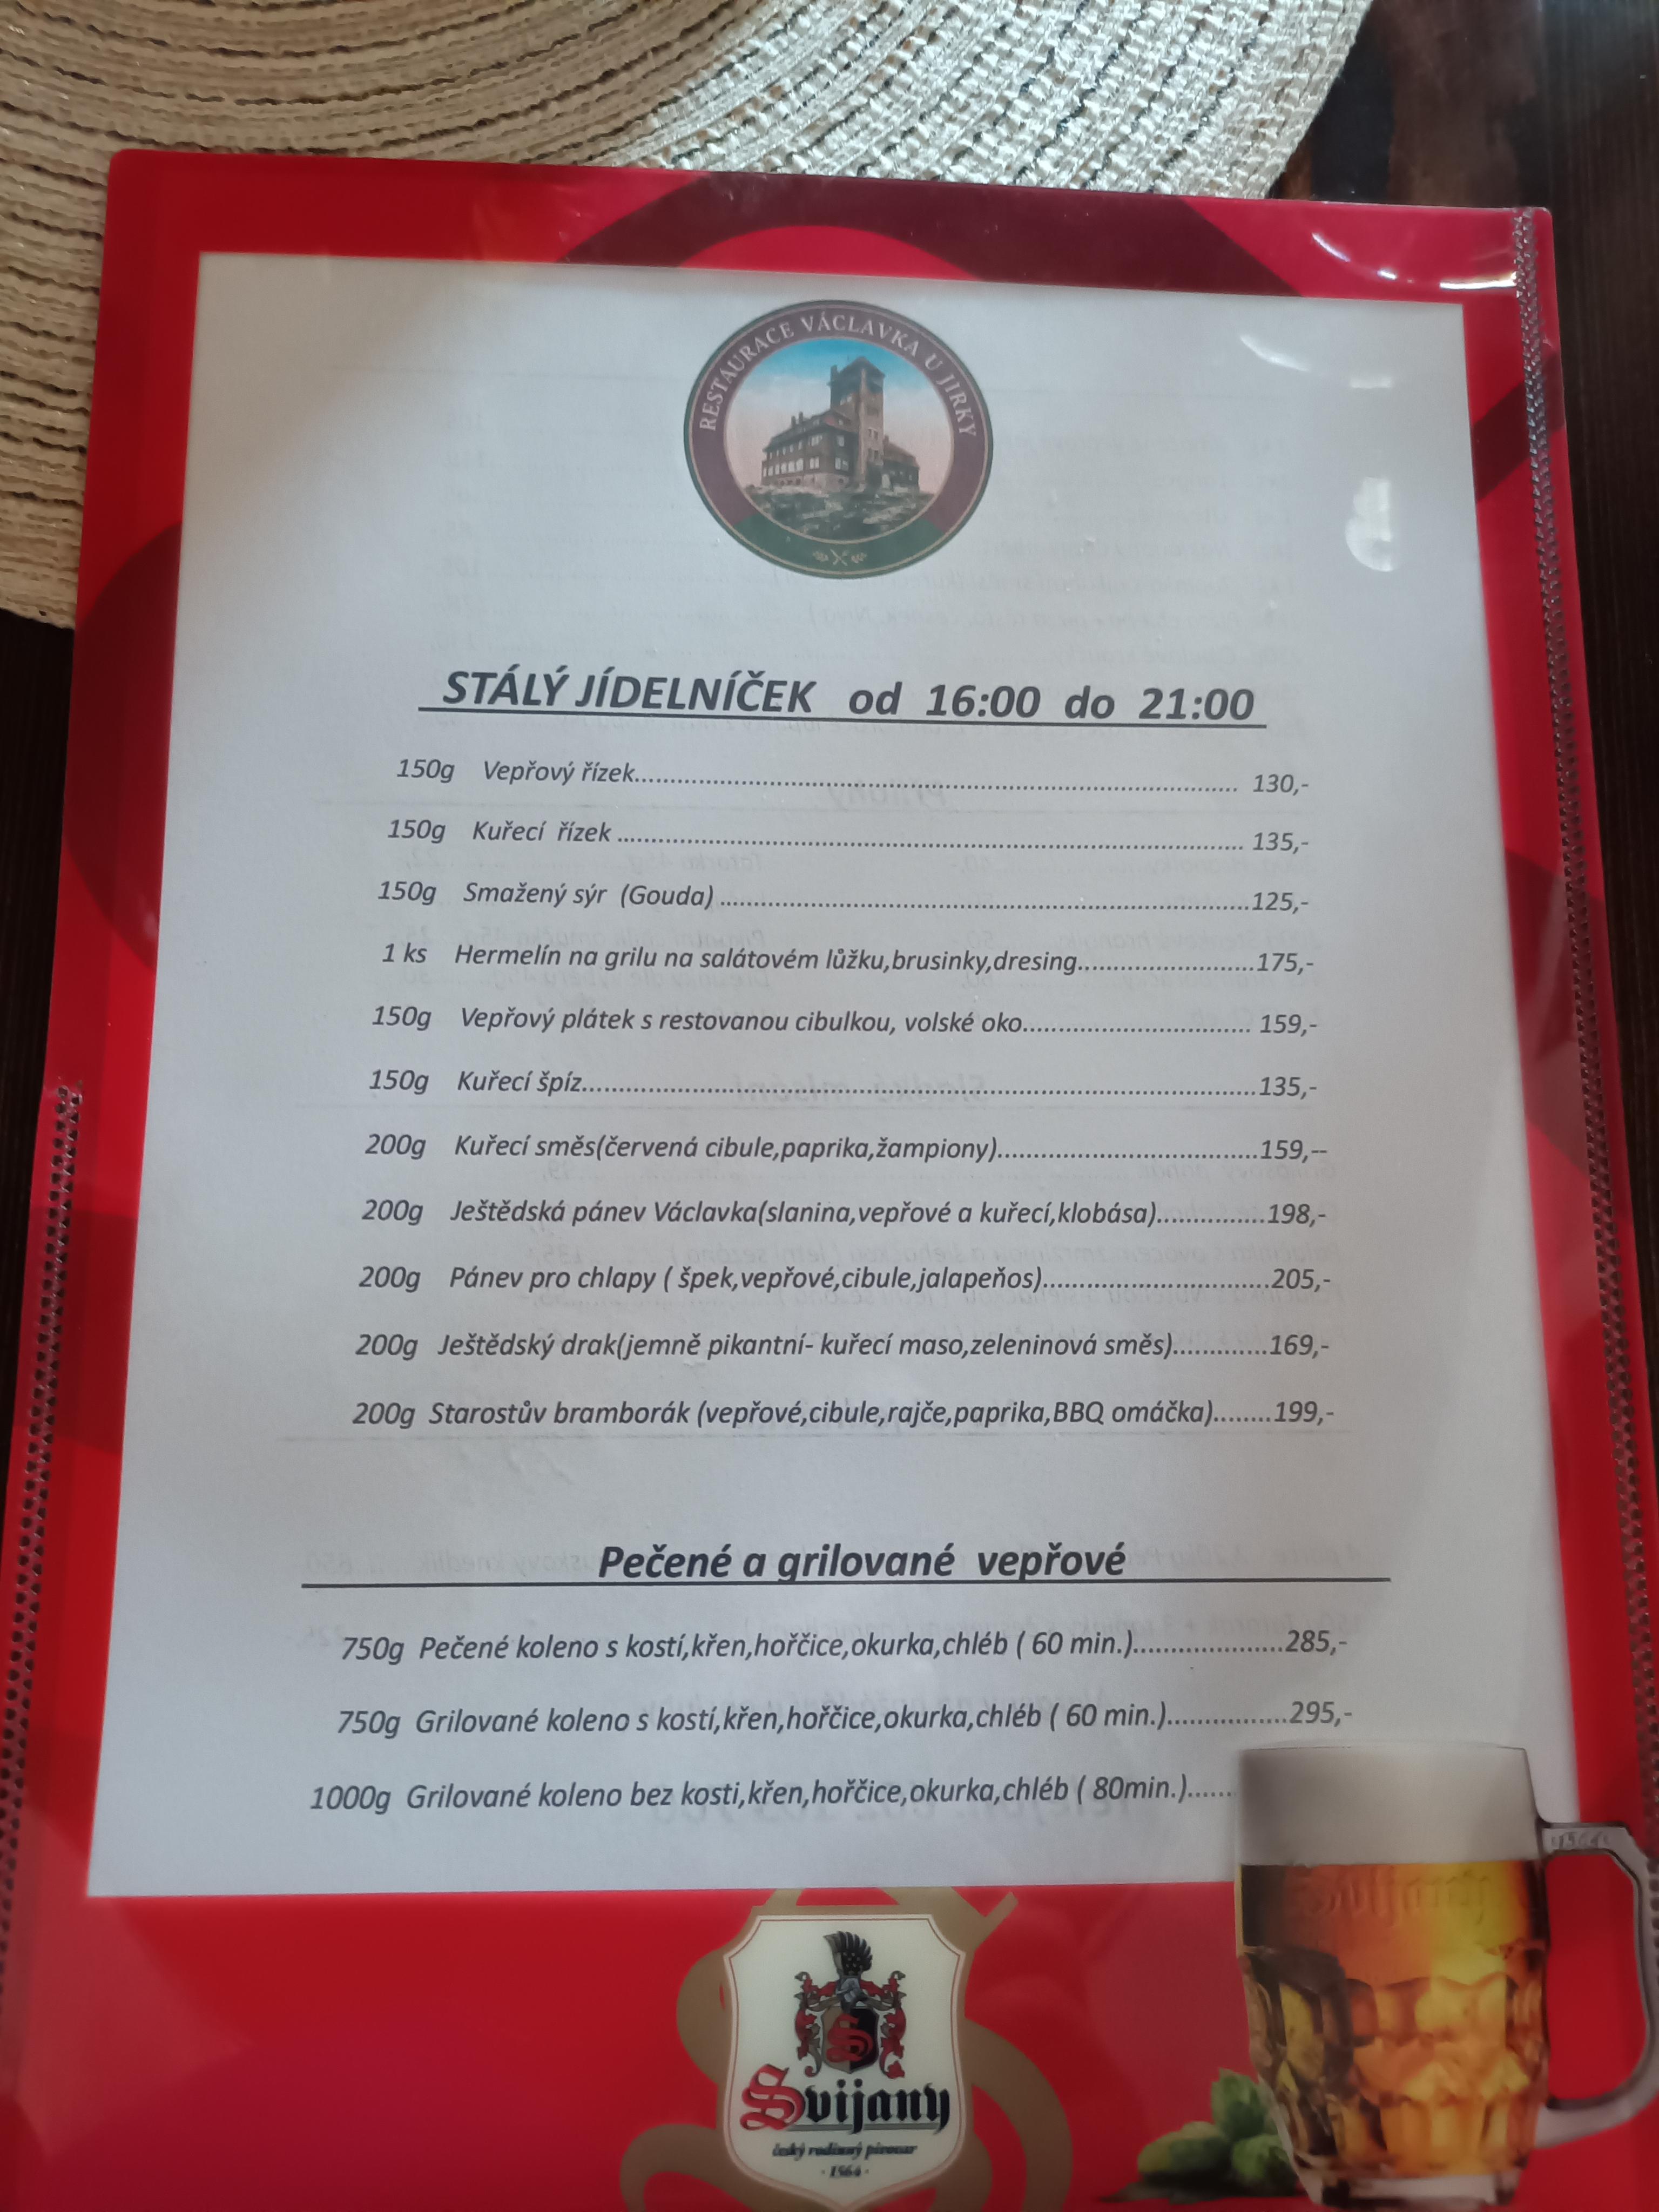 RESTAURACE VÁCLAVKA U JIRKY
STÁLÝ JÍDELNÍČEK od 16:00 do 21:00
150g Vepřový řízek........................................................................................... 130,-
150g Kuřecí řízek ............................................................................................... 135,-
150g Smažený sýr (Gouda) ................................................................................125,-
1 ks Hermelín na grilu na salátovém lůžku,brusinky,dresing...........................175,-
150g Vepřový plátek s restovanou cibulkou, volské oko.................................. 159,-
150g Kuřecí špíz......................................................................................................135,-
200g Kuřecí směs(červená cibule,paprika,žampiony).......................................159,--
200g Ještědská pánev Václavka(slanina,vepřové a kuřecí,klobása)................198,-
200g Pánev pro chlapy ( špek,vepřové,cibule,jalapeňos)..................................205,-
200g Ještědský drak(jemně pikantní- kuřecí maso,zeleninová směs).............169,-
200g Starostův bramborák (vepřové,cibule,rajče,paprika,BBQ omáčka)........199,-
Pečené a grilované vepřové
750g Pečené koleno s kostí,křen,hořčice,okurka,chléb ( 60 min.).....................285,-
750g Grilované koleno s kostí,křen,hořčice,okurka,chléb ( 60 min.)................295,-
1000g Grilované koleno bez kosti,křen,hořčice,okurka,chléb ( 80min.)......
Svijany
S
Svijany
český rodinný pivovar
· 1564 ·